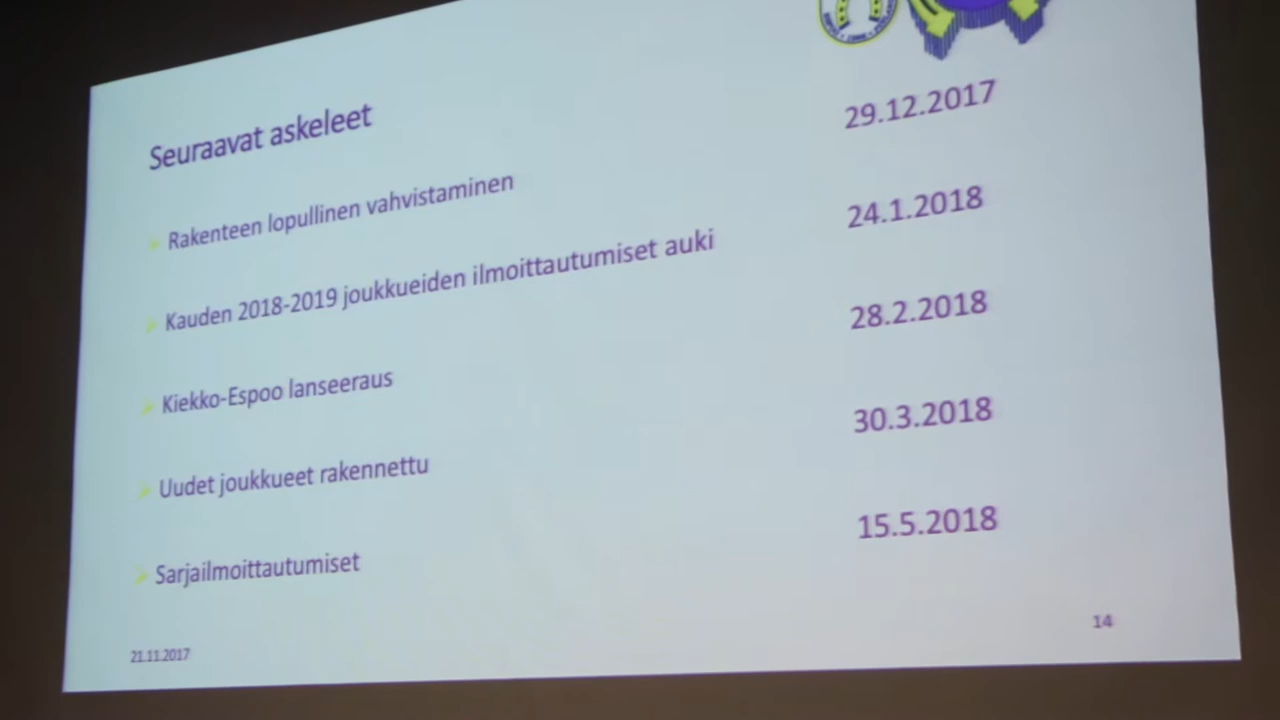 Seuraavat askeleet
Rakenteen lopullinen vahvistaminen 29.12.2017
Kauden 2018-2019 joukkueiden ilmoittautumiset auki 24.1.2018
Kiekko-Espoo lanseeraus 28.2.2018
Uudet joukkueet rakennettu 30.3.2018
Sarjailmoittautumiset 15.5.2018
21.11.2017 14